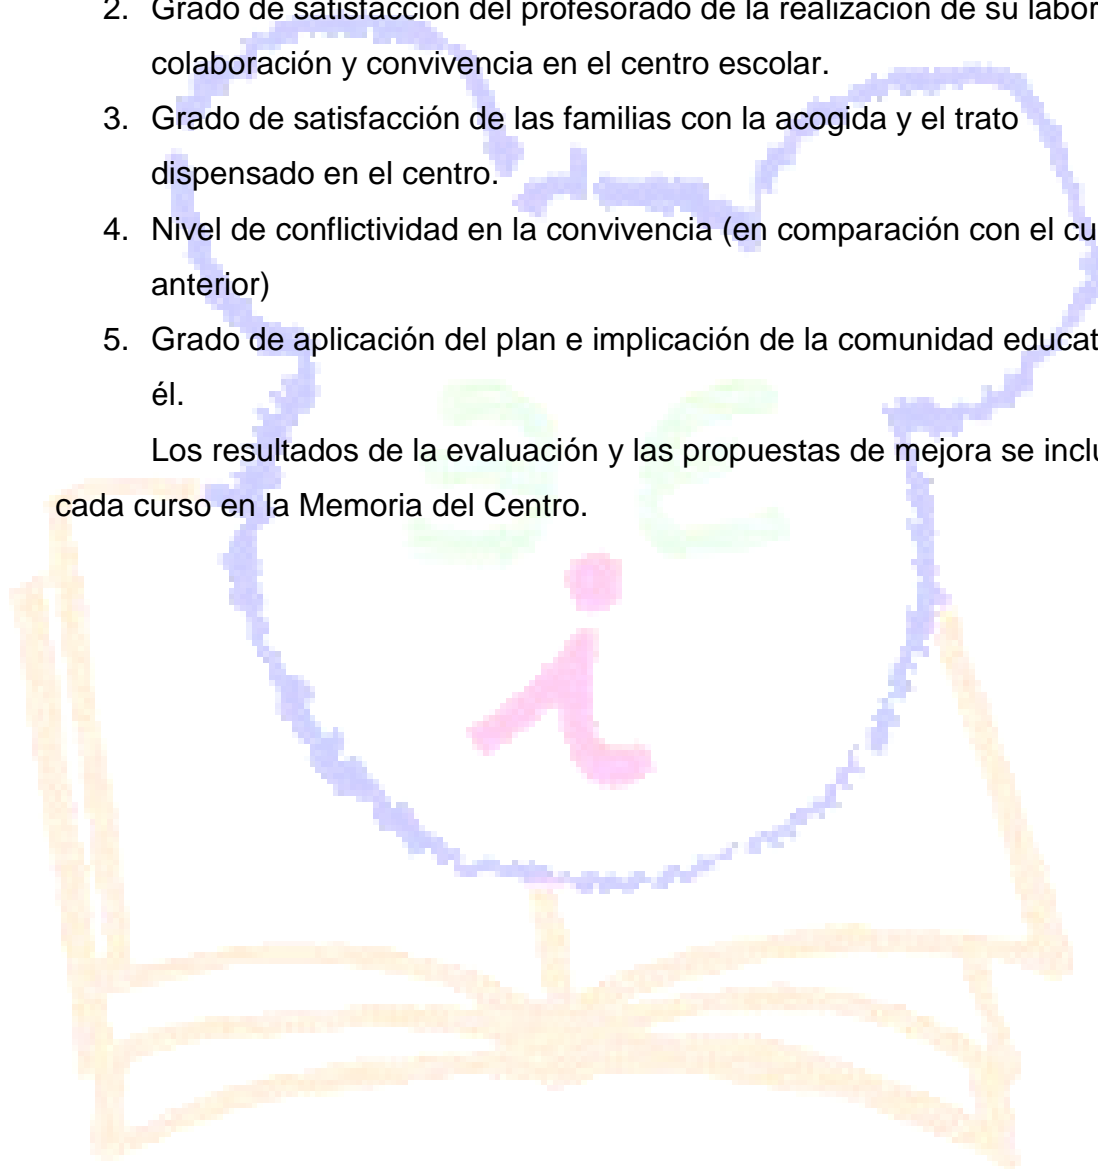 2. Grado de satisfacción del profesorado de la realización de su labor
colaboración y convivencia en el centro escolar.
3. Grado de satisfacción de las familias con la acogida y el trato
dispensado en el centro.
4. Nivel de conflictividad en la convivencia (en comparación con el cu
anterior)
5. Grado de aplicación del plan e implicación de la comunidad educat
él.
Los resultados de la evaluación y las propuestas de mejora se inclu
cada curso en la Memoria del Centro.